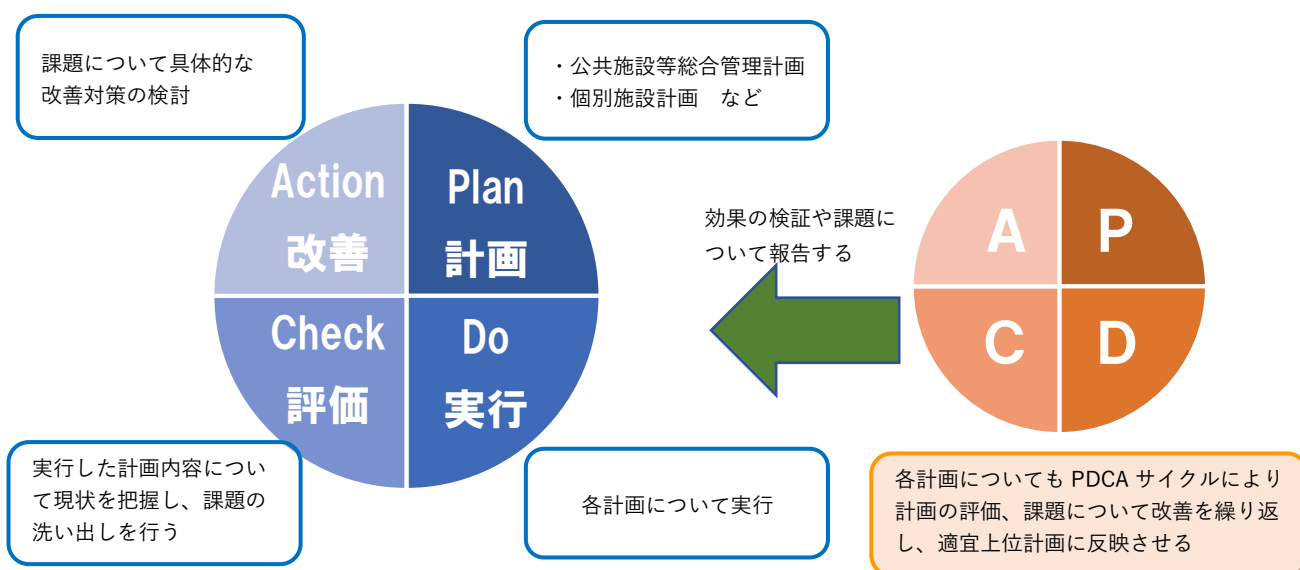 課題について具体的な
改善対策の検討
・公共施設等総合管理計画
・個別施設計画　など
Action
改善
Plan
計画
Check
評価
Do
実行
実行した計画内容につい
て現状を把握し、課題の
洗い出しを行う
各計画について実行
効果の検証や課題に
ついて報告する
A
P
C
D
各計画についても PDCA サイクルにより
計画の評価、課題について改善を繰り返
し、適宜上位計画に反映させる